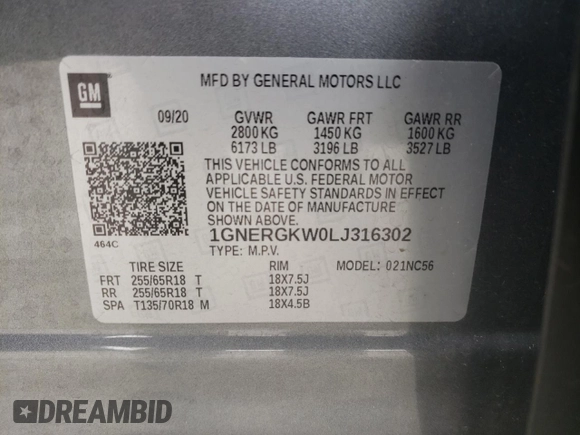 GM
MFD BY GENERAL MOTORS LLC
09/20 GVWR GAWR FRT GAWR RR
2800 KG 1450 KG 1600 KG
6173 LB 3196 LB 3527 LB
THIS VEHICLE CONFORMS TO ALL
APPLICABLE U.S. FEDERAL MOTOR
VEHICLE SAFETY STANDARDS IN EFFECT
ON THE DATE OF MANUFACTURE
SHOWN ABOVE.
464C
1GNERGKW0LJ316302
TYPE: M.P.V.
TIRE SIZE RIM MODEL: 021NC56
FRT 255/65R18 T 18X7.5J
RR 255/65R18 T 18X7.5J
SPA T135/70R18 M 18X4.5B
DREAMBID